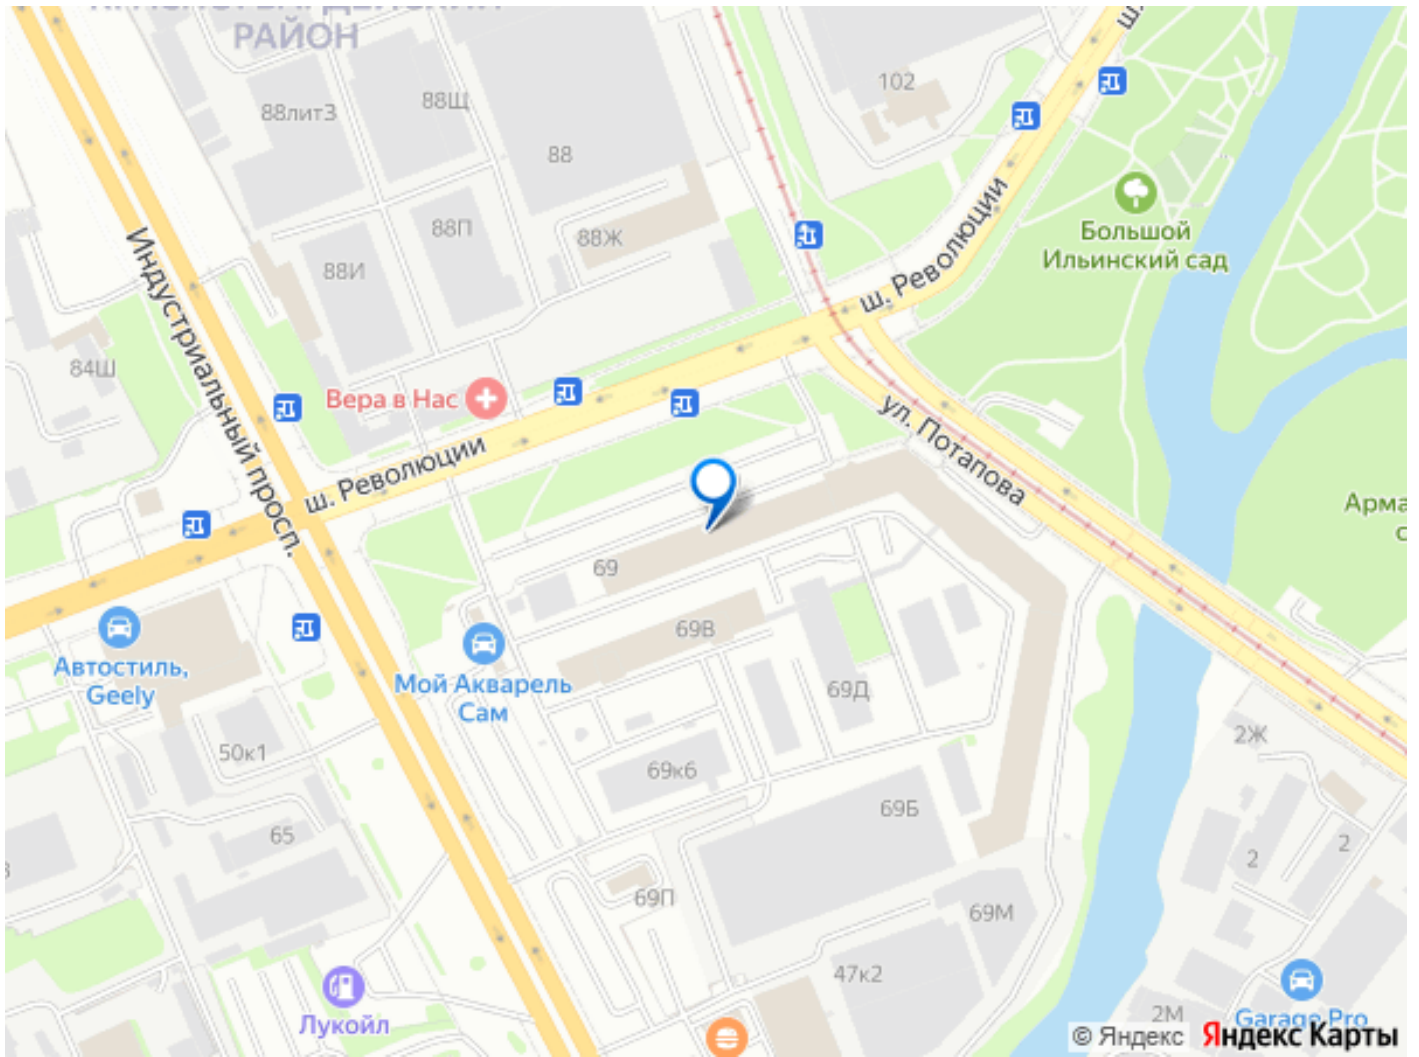 РАЙОН
102
88Щ
88лит3
88
88П
88Ж
88И
84Ш
Большой
Ильинский сад
ш. Революции
Индустриальный просп.
Вера в Нас
ш. Революции
ул. Потапова
69
69В
69Д
Автостиль,
Geely
Мой Акварель
Сам
50к1
69к6
69Б
65
69П
69М
47к2
2Ж
2
2
2М
Лукойл
Garage Pro
© Яндекс Яндекс Карты